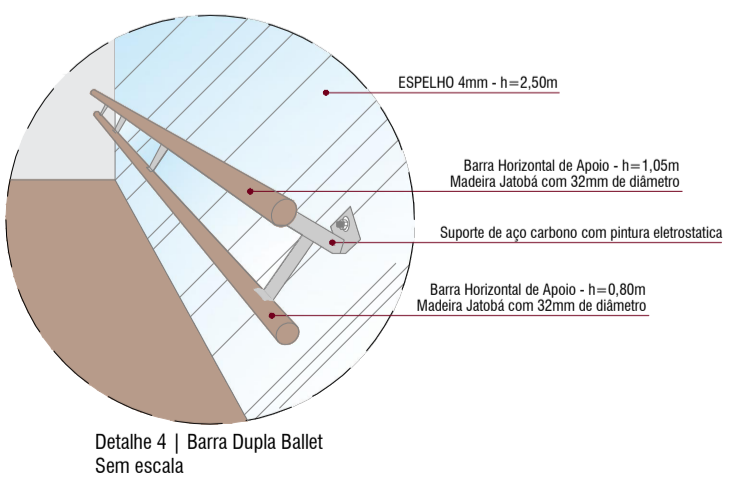 ESPELHO 4mm - h=2,50m
Barra Horizontal de Apoio - h=1,05m
Madeira Jatobá com 32mm de diâmetro
Suporte de aço carbono com pintura eletrostatica
Barra Horizontal de Apoio - h=0,80m
Madeira Jatobá com 32mm de diâmetro
Detalhe 4 | Barra Dupla Ballet
Sem escala